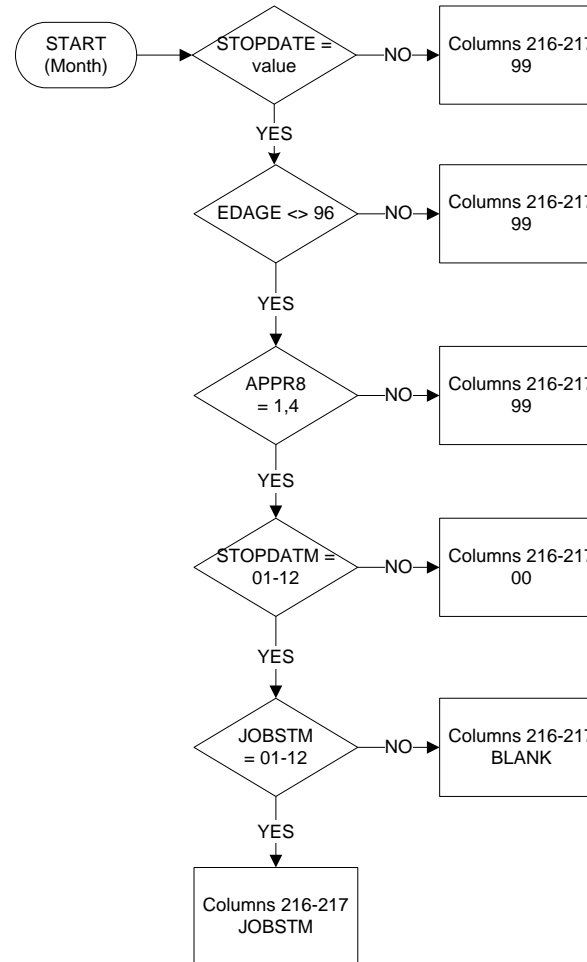 START
(Month)
STOPDATE =
value
NO
Columns 216-217
99
YES
EDAGE <> 96
NO
Columns 216-217
99
YES
APPR8
= 1,4
NO
Columns 216-217
99
YES
STOPDATM =
01-12
NO
Columns 216-217
00
YES
JOBSTM
= 01-12
NO
Columns 216-217
BLANK
YES
Columns 216-217
JOBSTM